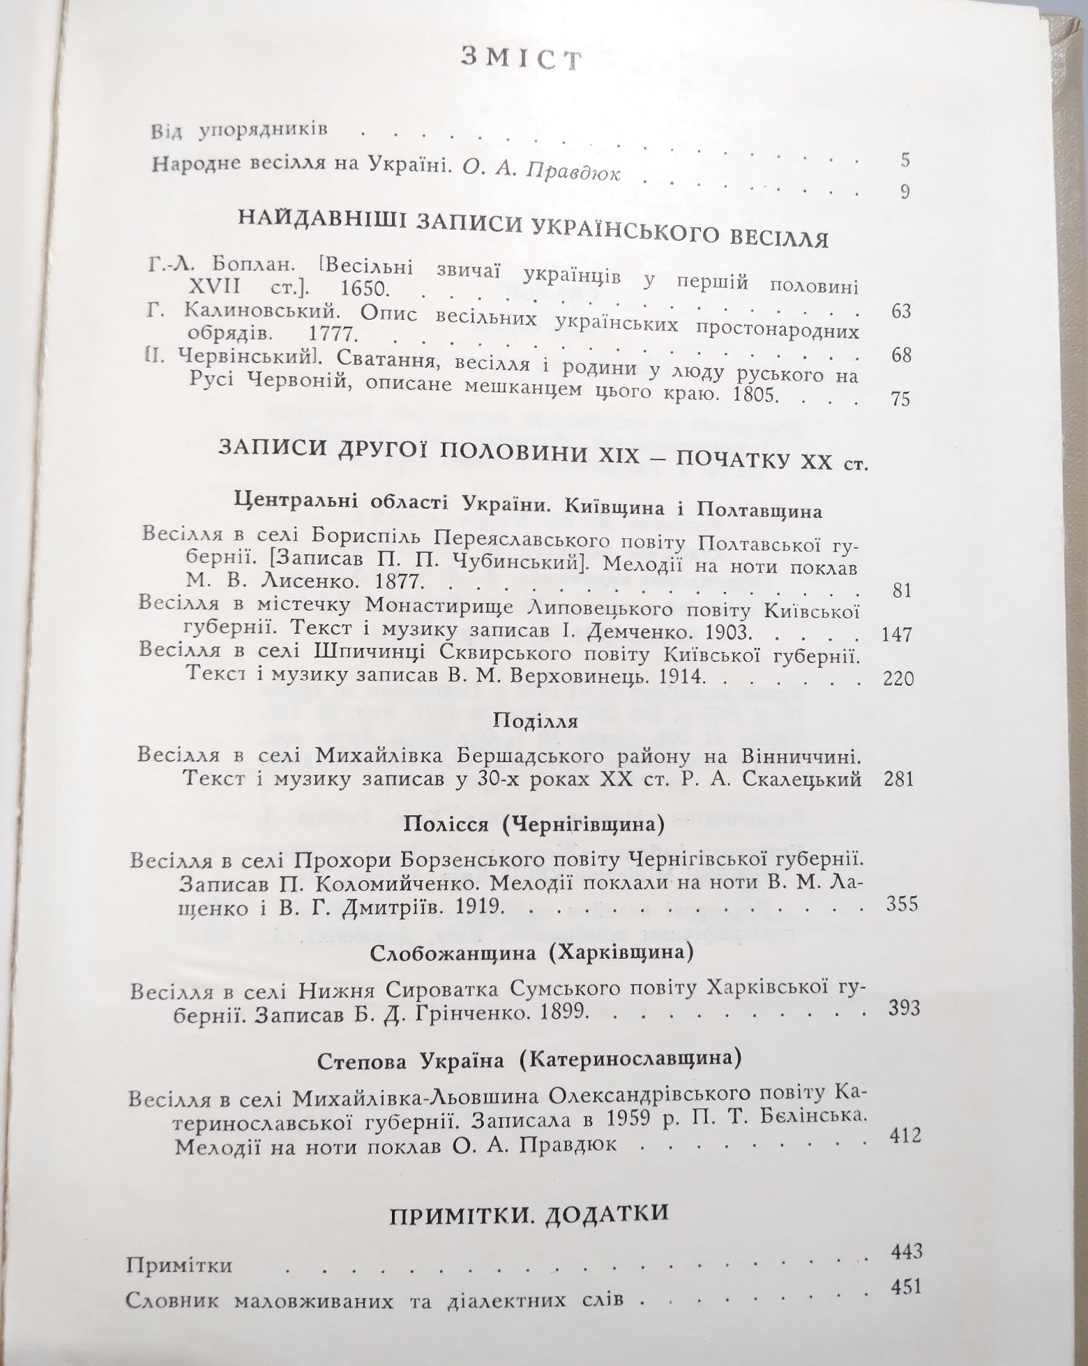 ЗМІСТ
Від упорядників . . . . . . . . . . . . . . . . . 5
Народне весілля на Україні. О. А. Правдюк . . . . . . . . 9
НАЙДАВНІШІ ЗАПИСИ УКРАЇНСЬКОГО ВЕСІЛЛЯ
Г.-Л. Боплан. [Весільні звичаї українців у першій половині
XVII ст.]. 1650. . . . . . . . . . . . . . . . 63
Г. Калиновський. Опис весільних українських простонародних
обрядів. 1777. . . . . . . . . . . . . . . . . 68
[І. Червінський]. Сватання, весілля і родини у люду руського на
Русі Червоній, описане мешканцем цього краю. 1805. . . . 75
ЗАПИСИ ДРУГОЇ ПОЛОВИНИ XIX — ПОЧАТКУ XX ст.
Центральні області України. Київщина і Полтавщина
Весілля в селі Бориспіль Переяславського повіту Полтавської гу-
бернії. [Записав П. П. Чубинський]. Мелодії на ноти поклав
М. В. Лисенко. 1877. . . . . . . . . . . . . . . 81
Весілля в містечку Монастирище Липовецького повіту Київської
губернії. Текст і музику записав І. Демченко. 1903. . . . . 147
Весілля в селі Шпичинці Сквирського повіту Київської губернії.
Текст і музику записав В. М. Верховинець. 1914. . . . . . 220
Поділля
Весілля в селі Михайлівка Бершадського району на Вінниччині.
Текст і музику записав у 30-х роках XX ст. Р. А. Скалецький 281
Полісся (Чернігівщина)
Весілля в селі Прохори Борзенського повіту Чернігівської губернії.
Записав П. Коломийченко. Мелодії поклали на ноти В. М. Ла-
щенко і В. Г. Дмитріїв. 1919. . . . . . . . . . . . . 355
Слобожанщина (Харківщина)
Весілля в селі Нижня Сироватка Сумського повіту Харківської гу-
бернії. Записав Б. Д. Грінченко. 1899. . . . . . . . . . 393
Степова Україна (Катеринославщина)
Весілля в селі Михайлівка-Льовшина Олександрівського повіту Ка-
теринославської губернії. Записала в 1959 р. П. Т. Бєлінська.
Мелодії на ноти поклав О. А. Правдюк . . . . . . . . . 412
ПРИМІТКИ. ДОДАТКИ
Примітки . . . . . . . . . . . . . . . . 443
Словник маловживаних та діалектних слів . . . . . . . . 451